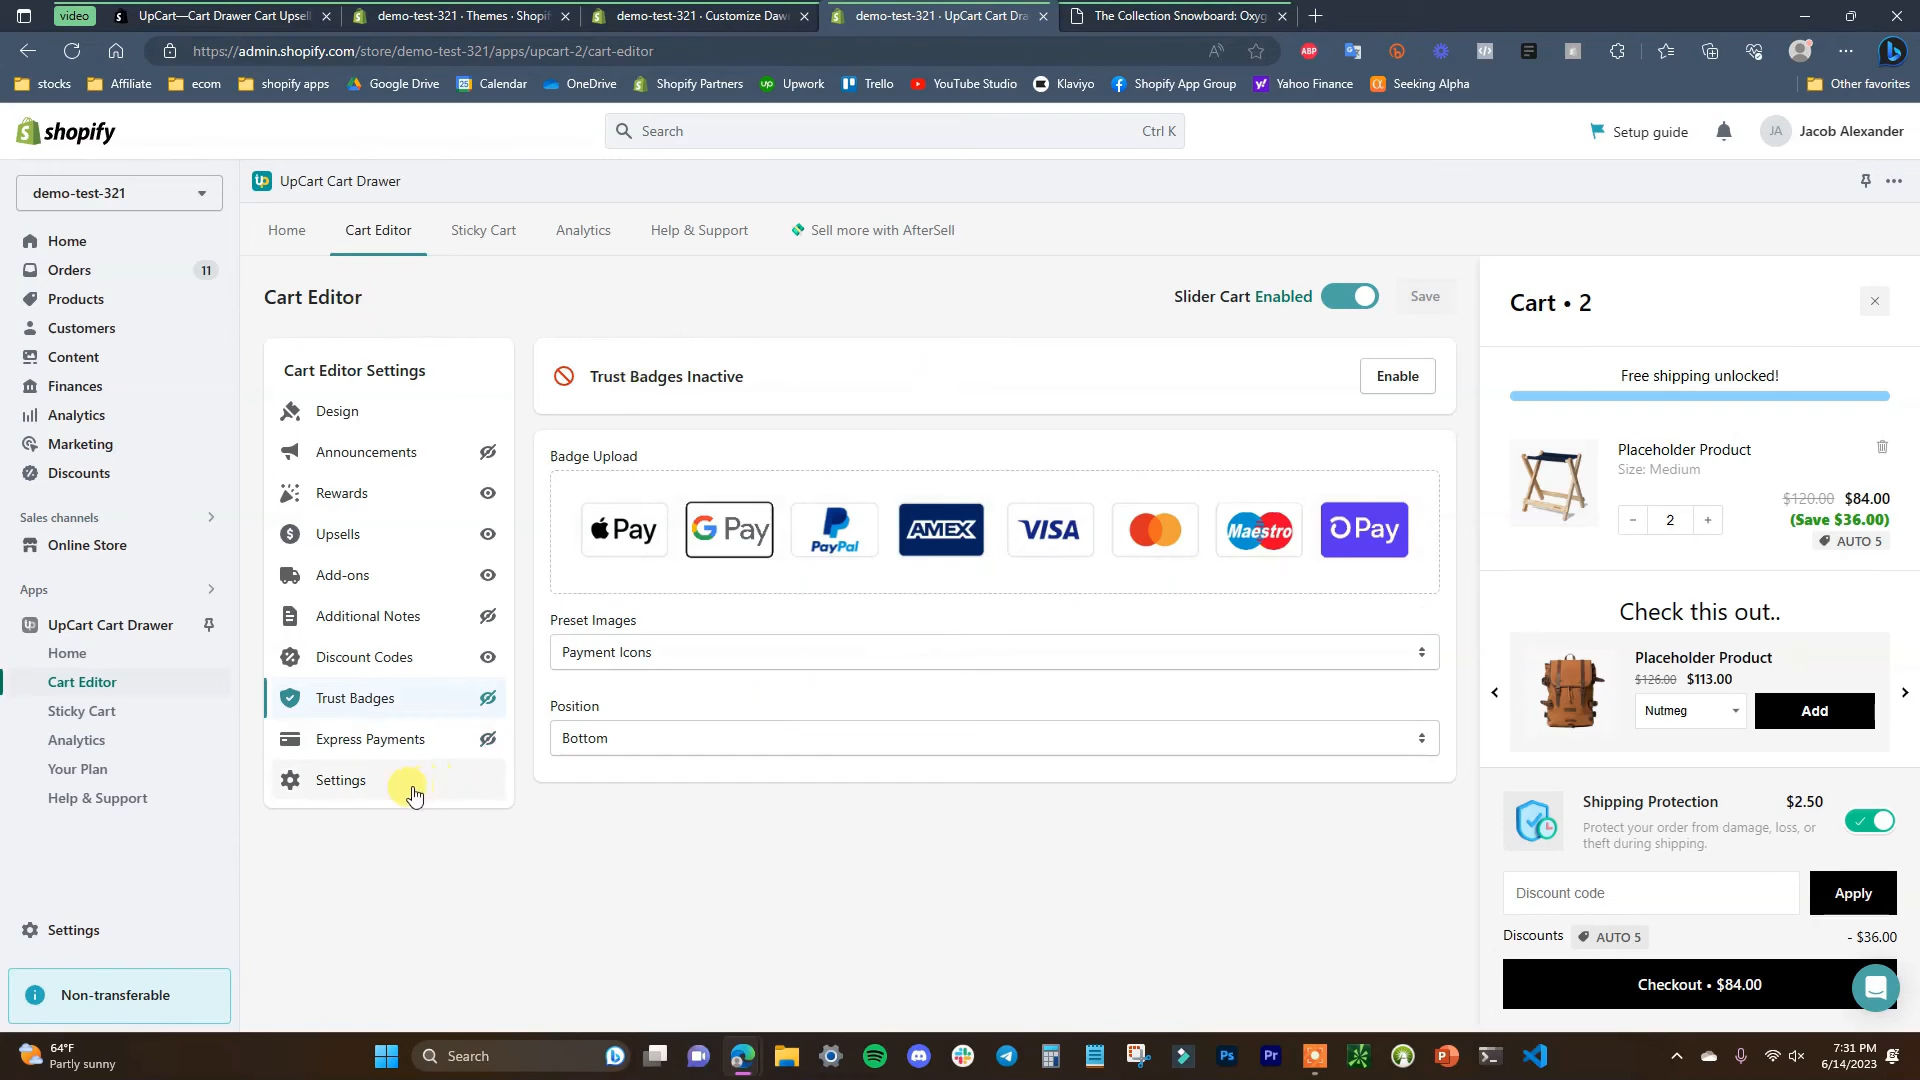 video
UpCart—Cart Drawer Cart Upsell
demo-test-321 · Themes · Shopif
demo-test-321 · Customize Daw
demo-test-321 · UpCart Cart Dra
The Collection Snowboard: Oxyg
https://admin.shopify.com/store/demo-test-321/apps/upcart-2/cart-editor
ABP
stocks
Affiliate
ecom
shopify apps
Google Drive
Calendar
OneDrive
Shopify Partners
Upwork
Trello
YouTube Studio
Klaviyo
Shopify App Group
Yahoo Finance
Seeking Alpha
Other favorites
shopify
Search
Ctrl K
Setup guide
JA
Jacob Alexander
demo-test-321
Home
Orders
11
Products
Customers
Content
Finances
Analytics
Marketing
Discounts
Sales channels
Online Store
Apps
UpCart Cart Drawer
Home
Cart Editor
Sticky Cart
Analytics
Your Plan
Help & Support
Settings
Non-transferable
UpCart Cart Drawer
Home
Cart Editor
Sticky Cart
Analytics
Help & Support
Sell more with AfterSell
Cart Editor
Slider Cart Enabled
Save
Cart Editor Settings
Design
Announcements
Rewards
Upsells
Add-ons
Additional Notes
Discount Codes
Trust Badges
Express Payments
Settings
Trust Badges Inactive
Enable
Badge Upload
Pay
G Pay
PayPal
AMEX
VISA
Maestro
Pay
Preset Images
Payment Icons
Position
Bottom
Cart • 2
Free shipping unlocked!
Placeholder Product
Size: Medium
$120.00 $84.00
(Save $36.00)
- 2 +
AUTO 5
Check this out..
Placeholder Product
$126.00 $113.00
Nutmeg
Add
Shipping Protection
$2.50
Protect your order from damage, loss, or
theft during shipping.
Discount code
Apply
Discounts
AUTO 5
- $36.00
Checkout • $84.00
64°F
Partly sunny
Search
Ps
Pr
7:31 PM
6/14/2023